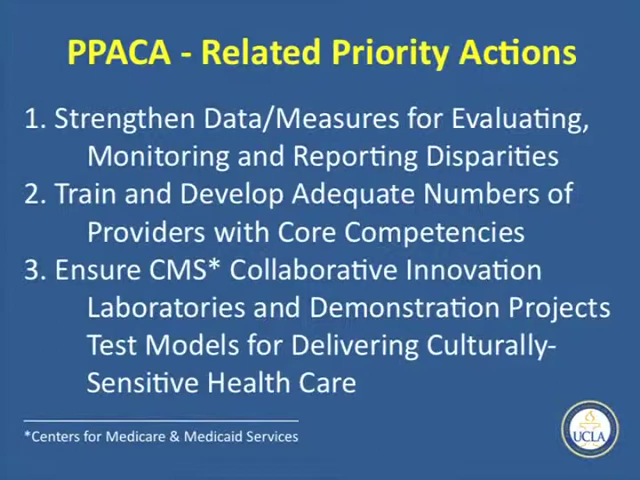 PPACA - Related Priority Actions
1. Strengthen Data/Measures for Evaluating,
Monitoring and Reporting Disparities
2. Train and Develop Adequate Numbers of
Providers with Core Competencies
3. Ensure CMS* Collaborative Innovation
Laboratories and Demonstration Projects
Test Models for Delivering Culturally-
Sensitive Health Care
*Centers for Medicare & Medicaid Services
UCLA